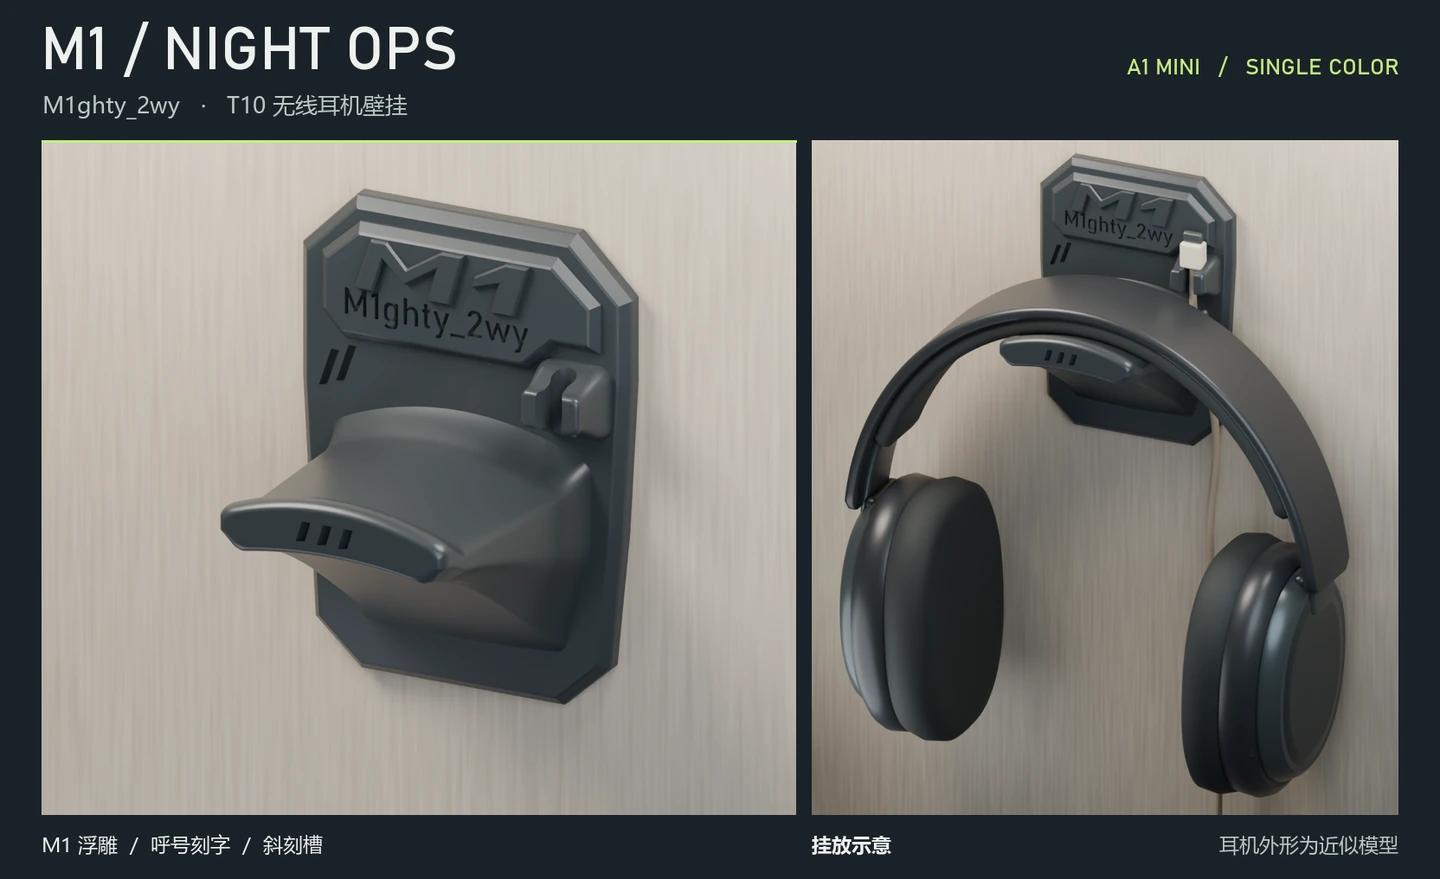 M1 / NIGHT OPS
A1 MINI / SINGLE COLOR
M1ghty_2wy · T10 无线耳机壁挂
M1
M1ghty_2wy
M1
M1ghty_2wy
M1 浮雕 / 呼号刻字 / 斜刻槽
挂放示意
耳机外形为近似模型